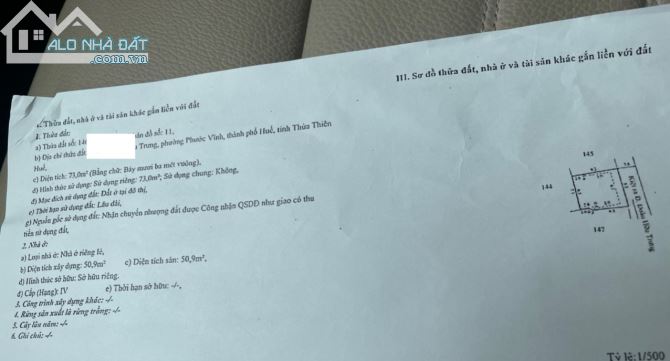 ALO NHÀ ĐẤT
.com.vn
Thửa đất, nhà ở và tài sản khác gắn liền với đất
1. Thửa đất:
a) Thửa đất số: 14 bản đồ số: 11,
b) Địa chỉ thửa đất Trung, phường Phước Vĩnh, thành phố Huế, tỉnh Thừa Thiên
Huế,
c) Diện tích: 73,0m² (Bằng chữ: Bảy mươi ba mét vuông),
d) Hình thức sử dụng: Sử dụng riêng: 73,0m²; Sử dụng chung: Không,
đ) Mục đích sử dụng đất: Đất ở tại đô thị,
e) Thời hạn sử dụng đất: Lâu dài,
g) Nguồn gốc sử dụng đất: Nhận chuyển nhượng đất được Công nhận QSDĐ như giao có thu
tiền sử dụng đất,
2. Nhà ở:
a) Loại nhà ở: Nhà ở riêng lẻ,
b) Diện tích xây dựng: 50,9m² c) Diện tích sàn: 50,9m²,
d) Hình thức sở hữu: Sở hữu riêng.
đ) Cấp (Hạng): IV e) Thời hạn sở hữu: -/-,
3. Công trình xây dựng khác: -/-
4. Rừng sản xuất là rừng trồng: -/-
5. Cây lâu năm: -/-
6. Ghi chú: -/-
III. Sơ đồ thửa đất, nhà ở và tài sản khác gắn liền với đất
145
144
147
Kiệt 14 Đ. Đoàn Hữu Trưng
Tỷ lệ: 1/500